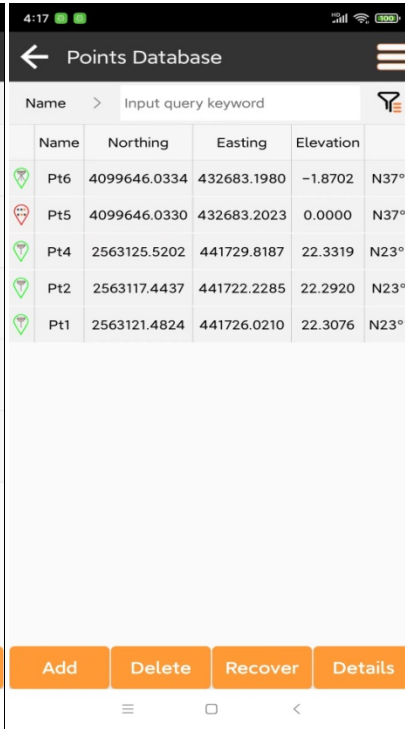 4:17 HD 100
Points Database
Name > Input query keyword
Name Northing Easting Elevation
Pt6 4099646.0334 432683.1980 −1.8702 N37°
Pt5 4099646.0330 432683.2023 0.0000 N37°
Pt4 2563125.5202 441729.8187 22.3319 N23°
Pt2 2563117.4437 441722.2285 22.2920 N23°
Pt1 2563121.4824 441726.0210 22.3076 N23°
Add Delete Recover Details